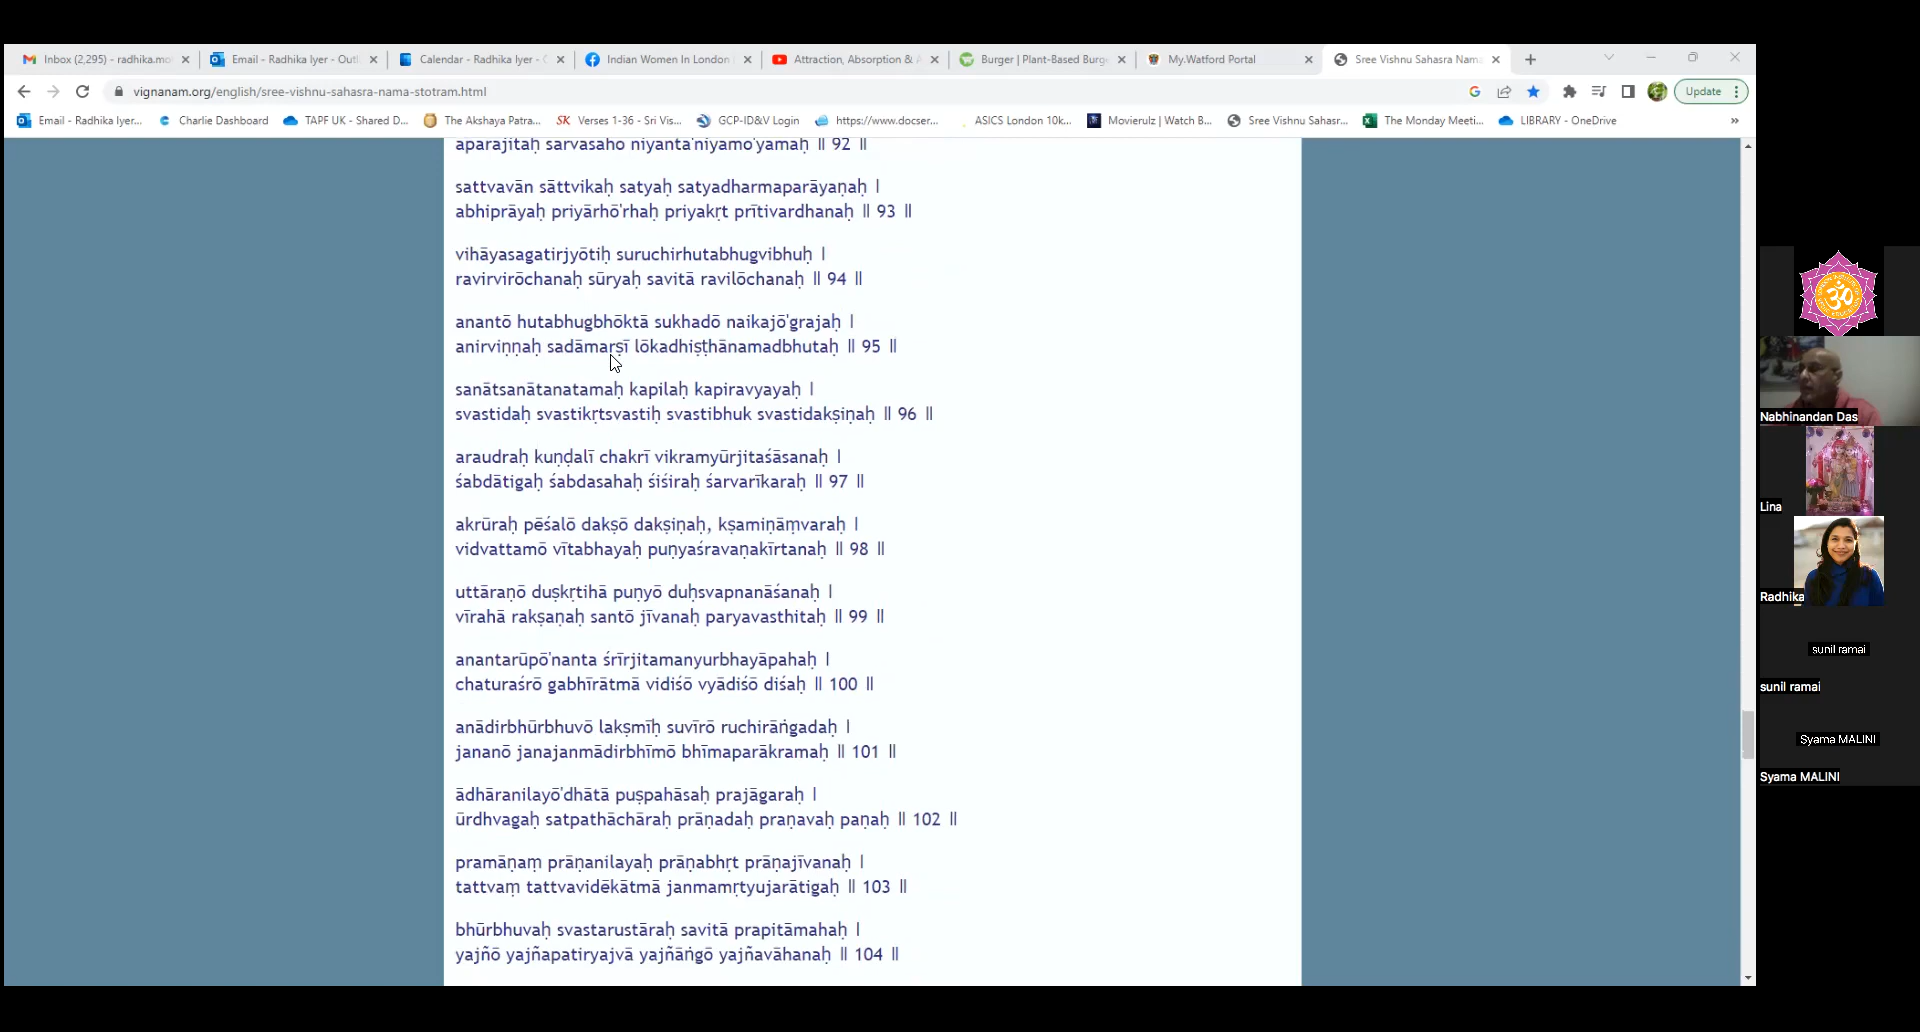 Inbox (2,295) - radhika.mo
Email - Radhika Iyer - Outl
Calendar - Radhika Iyer - C
Indian Women In London
Attraction, Absorption & A
Burger | Plant-Based Burge
My.Watford Portal
Sree Vishnu Sahasra Nama
vignanam.org/english/sree-vishnu-sahasra-nama-stotram.html
Update
Email - Radhika Iyer...
Charlie Dashboard
TAPF UK - Shared D...
The Akshaya Patra...
SK Verses 1-36 - Sri Vis...
GCP-ID&V Login
https://www.docser...
ASICS London 10k...
Movierulz | Watch B...
Sree Vishnu Sahasr...
The Monday Meeti...
LIBRARY - OneDrive
»
aparājitaḥ sarvasahō niyantā'niyamō'yamaḥ ‖ 92 ‖
sattvavān sāttvikaḥ satyaḥ satyadharmaparāyaṇaḥ |
abhiprāyaḥ priyārhō'rhaḥ priyakṛt prītivardhanaḥ ‖ 93 ‖
vihāyasagatirjyōtiḥ suruchirhutabhugvibhuḥ |
ravirvirōchanaḥ sūryaḥ savitā ravilōchanaḥ ‖ 94 ‖
anantō hutabhugbhōktā sukhadō naikajō'grajaḥ |
anirviṇṇaḥ sadāmarṣī lōkadhiṣṭhānamadbhutaḥ ‖ 95 ‖
sanātsanātanatamaḥ kapilaḥ kapiravyayaḥ |
svastidaḥ svastikṛtsvastiḥ svastibhuk svastidakṣiṇaḥ ‖ 96 ‖
araudraḥ kuṇḍalī chakrī vikramyūrjitaśāsanaḥ |
śabdātigaḥ śabdasahaḥ śiśiraḥ śarvarīkaraḥ ‖ 97 ‖
akrūraḥ pēśalō dakṣō dakṣiṇaḥ, kṣamiṇāṃvaraḥ |
vidvattamō vītabhayaḥ puṇyaśravaṇakīrtanaḥ ‖ 98 ‖
uttāraṇō duṣkṛtihā puṇyō duḥsvapnanāśanaḥ |
vīrahā rakṣaṇaḥ santō jīvanaḥ paryavasthitaḥ ‖ 99 ‖
anantarūpō'nanta śrīrjitamanyurbhayāpahaḥ |
chaturaśrō gabhīrātmā vidiśō vyādiśō diśaḥ ‖ 100 ‖
anādirbhūrbhuvō lakṣmīḥ suvīrō ruchirāṅgadaḥ |
jananō janajanmādirbhīmō bhīmaparākramaḥ ‖ 101 ‖
ādhāranilayō'dhātā puṣpahāsaḥ prajāgaraḥ |
ūrdhvagaḥ satpathāchāraḥ prāṇadaḥ praṇavaḥ paṇaḥ ‖ 102 ‖
pramāṇaṃ prāṇanilayaḥ prāṇabhṛt prāṇajīvanaḥ |
tattvaṃ tattvavidēkātmā janmamṛtyujarātigaḥ ‖ 103 ‖
bhūrbhuvaḥ svastarustāraḥ savitā prapitāmahaḥ |
yajñō yajñapatiryajvā yajñāṅgō yajñavāhanaḥ ‖ 104 ‖
ॐ
Nabhinandan Das
Lina
Radhika
sunil ramai
sunil ramai
Syama MALINI
Syama MALINI